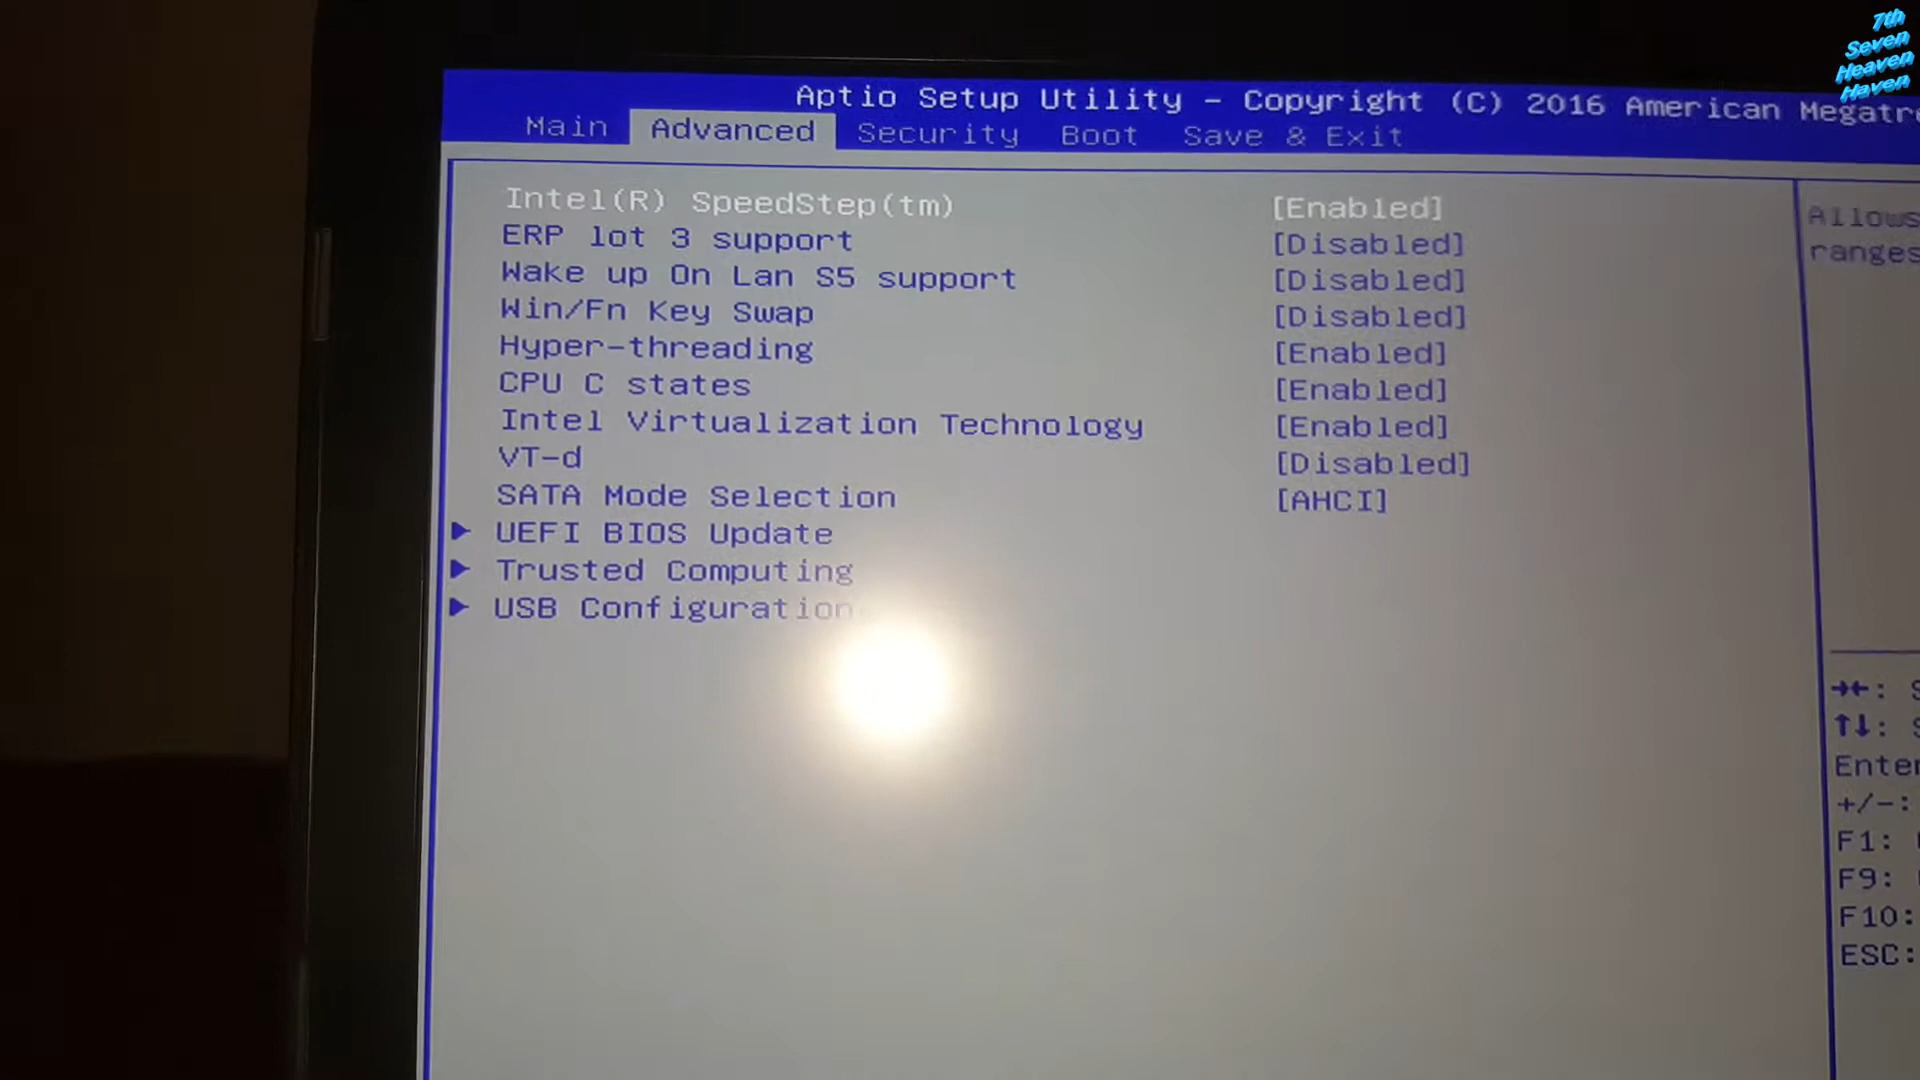 7th
Seven
Heaven
Haven
Aptio Setup Utility – Copyright (C) 2016 American
Main Advanced Security Boot Save & Exit
Intel(R) SpeedStep(tm) [Enabled]
ERP lot 3 support [Disabled]
Wake up On Lan S5 support [Disabled]
Win/Fn Key Swap [Disabled]
Hyper-threading [Enabled]
CPU C states [Enabled]
Intel Virtualization Technology [Enabled]
VT-d [Disabled]
SATA Mode Selection [AHCI]
▶ UEFI BIOS Update
▶ Trusted Computing
▶ USB Configuration
Allows
ranges
→←:
↑↓:
Enter
+/-:
F1:
F9:
F10:
ESC: